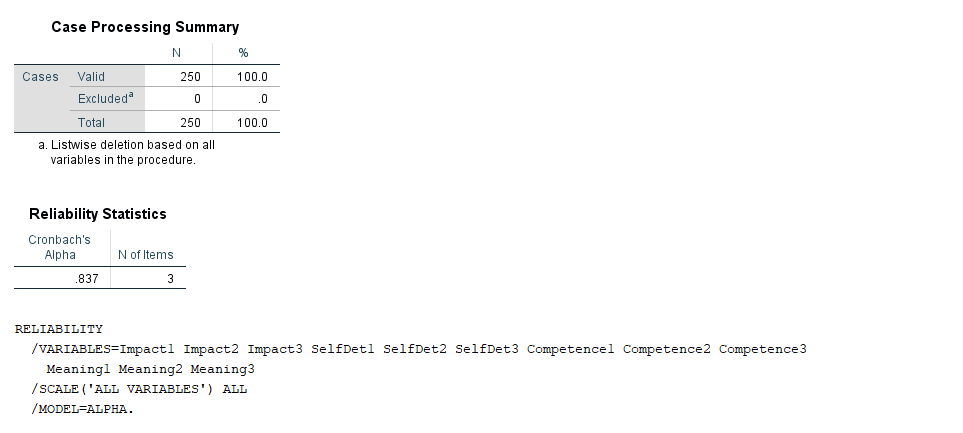 Case Processing Summary
N %
Cases Valid 250 100.0
Excludedª 0 .0
Total 250 100.0
a. Listwise deletion based on all
variables in the procedure.
Reliability Statistics
Cronbach's
Alpha N of Items
.837 3
RELIABILITY
/VARIABLES=Impact1 Impact2 Impact3 SelfDet1 SelfDet2 SelfDet3 Competence1 Competence2 Competence3
Meaning1 Meaning2 Meaning3
/SCALE('ALL VARIABLES') ALL
/MODEL=ALPHA.